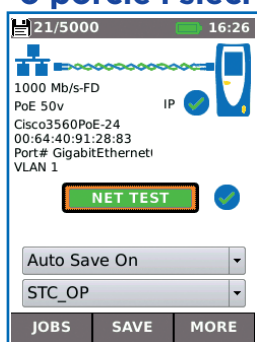 21/5000 16:26
1000 Mb/s-FD
PoE 50v IP
Cisco3560PoE-24
00:64:40:91:28:83
Port# GigabitEthernet
VLAN 1
NET TEST
Auto Save On
STC_OP
JOBS SAVE MORE